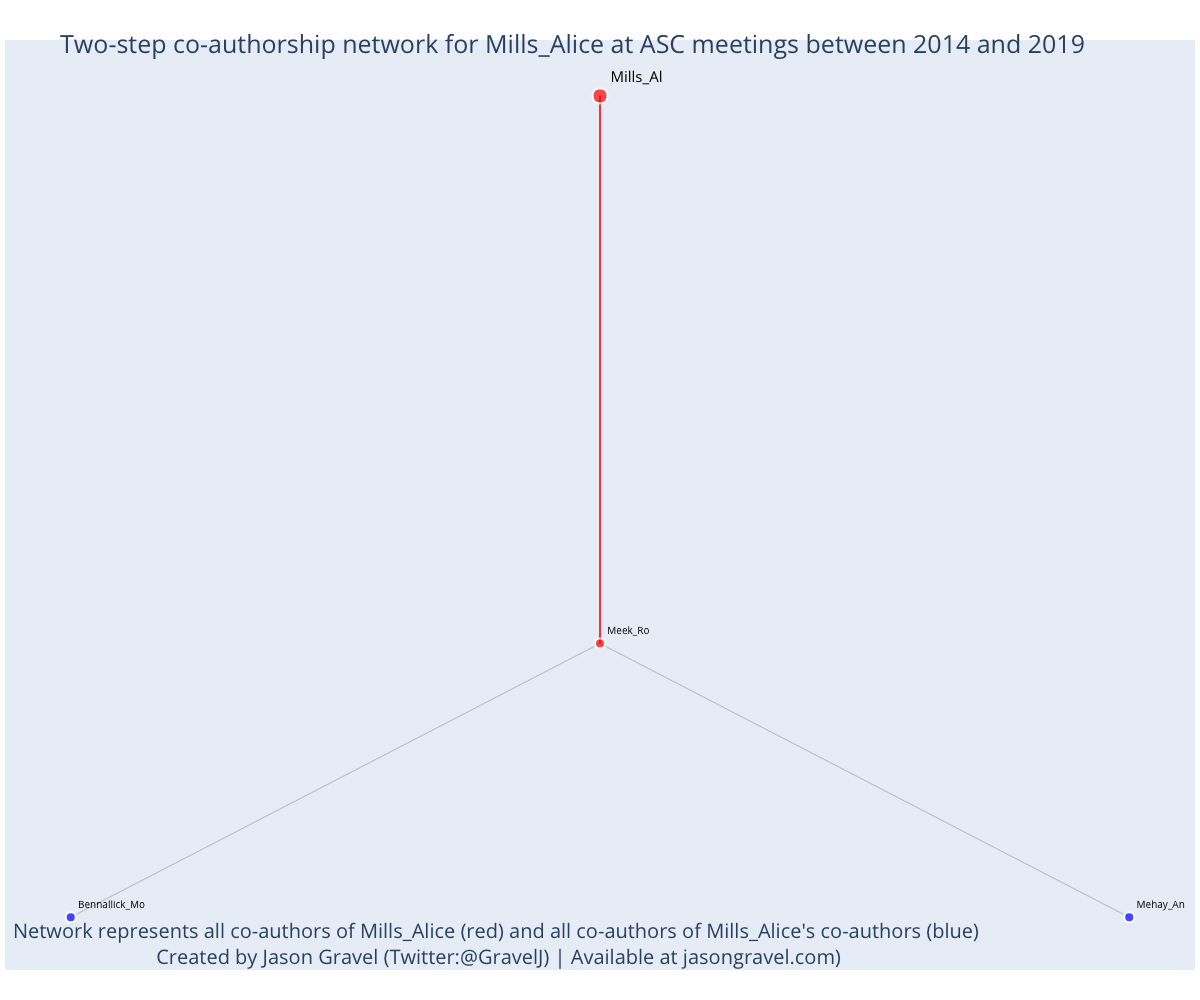 Two-step co-authorship network for Mills_Alice at ASC meetings between 2014 and 2019
Mills_Al
Meek_Ro
Bennallick_Mo
Mehay_An
Network represents all co-authors of Mills_Alice (red) and all co-authors of Mills_Alice's co-authors (blue)
Created by Jason Gravel (Twitter:@GravelJ) | Available at jasongravel.com)